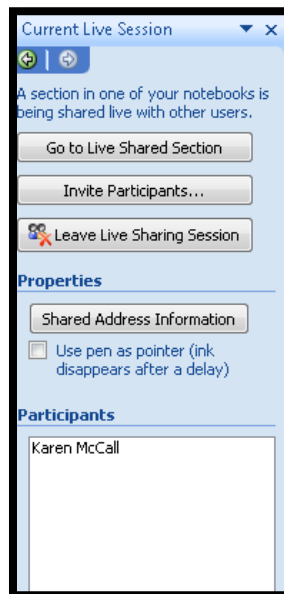 Current Live Session
A section in one of your notebooks is
being shared live with other users.
Go to Live Shared Section
Invite Participants...
Leave Live Sharing Session
Properties
Shared Address Information
Use pen as pointer (ink
disappears after a delay)
Participants
Karen McCall